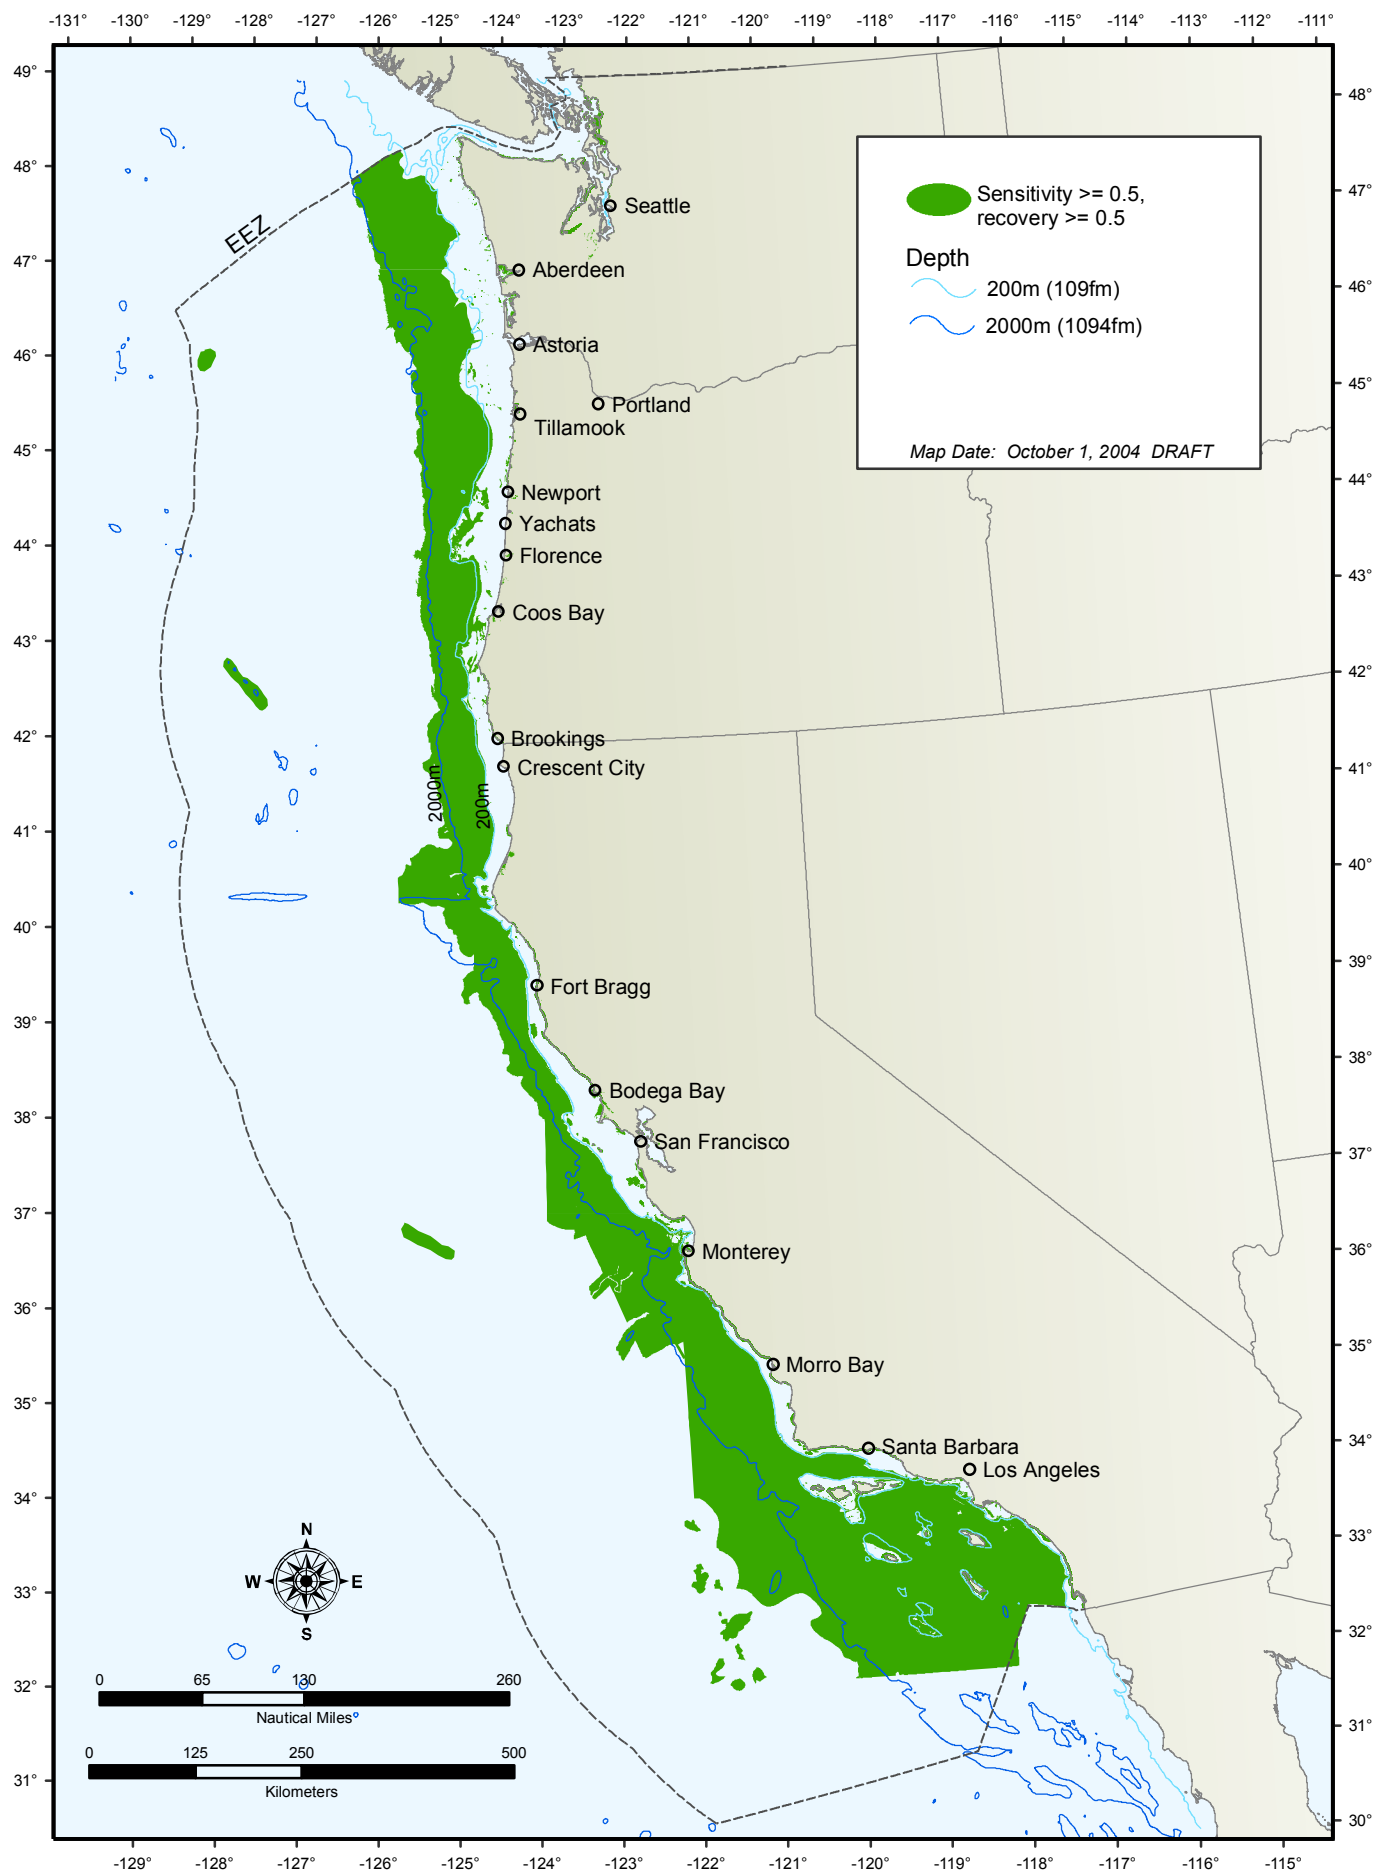 -131° -130° -129° -128° -127° -126° -125° -124° -123° -122° -121° -120° -119° -118° -117° -116° -115° -114° -113° -112° -111°
49°
48°
47°
46°
45°
44°
43°
42°
41°
40°
39°
38°
37°
36°
35°
34°
33°
32°
31°
EEZ
Seattle
Aberdeen
Astoria
Portland
Tillamook
Newport
Yachats
Florence
Coos Bay
Brookings
Crescent City
2000m
200m
Fort Bragg
Bodega Bay
San Francisco
Monterey
Morro Bay
Santa Barbara
Los Angeles
Sensitivity >= 0.5,
recovery >= 0.5
Depth
200m (109fm)
2000m (1094fm)
Map Date: October 1, 2004 DRAFT
N
W E
S
0 65 130 260
Nautical Miles
0 125 250 500
Kilometers
48°
47°
46°
45°
44°
43°
42°
41°
40°
39°
38°
37°
36°
35°
34°
33°
32°
31°
30°
-129° -128° -127° -126° -125° -124° -123° -122° -121° -120° -119° -118° -117° -116° -115°